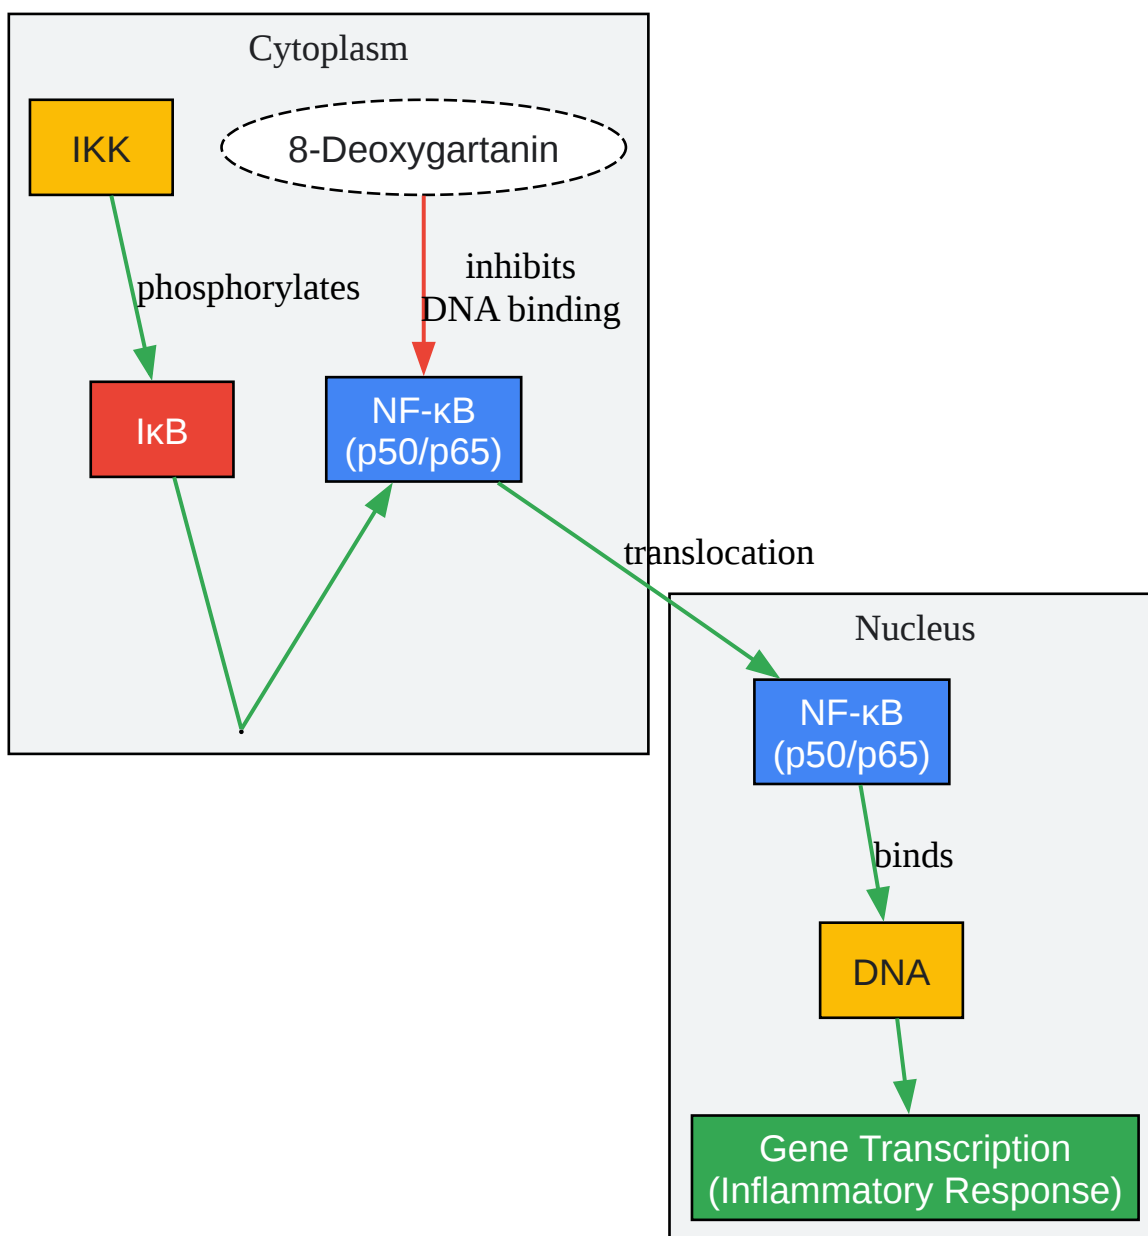 Cytoplasm
IKK
8-Deoxygartanin
phosphorylates
inhibits
DNA binding
IκB
NF-κB
(p50/p65)
translocation
Nucleus
NF-κB
(p50/p65)
binds
DNA
Gene Transcription
(Inflammatory Response)